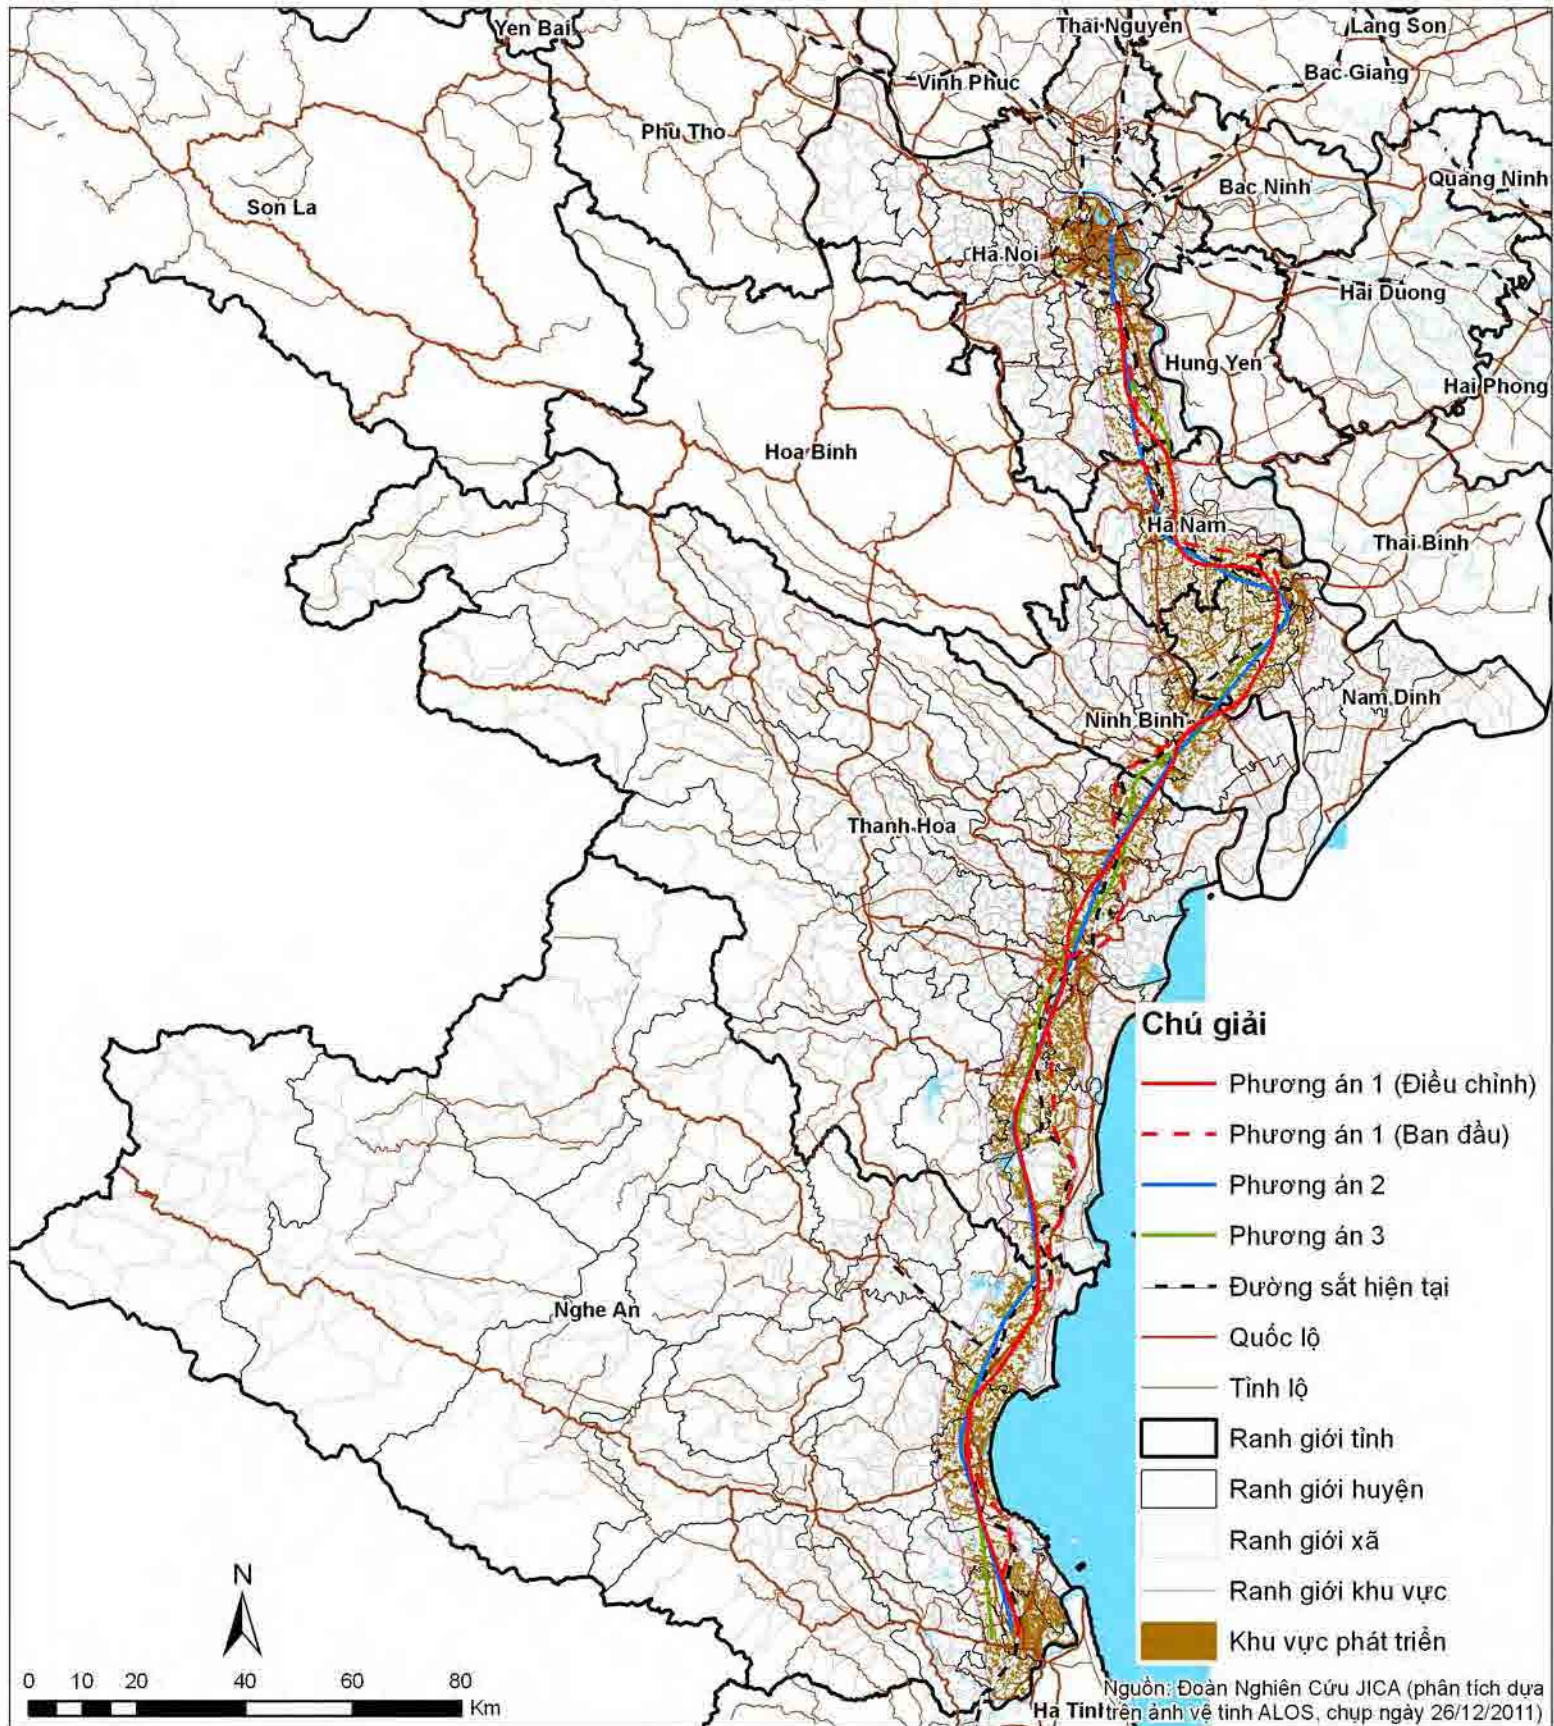 Yen Bai
Thai Nguyen
Lang Son
Vinh Phuc
Bac Giang
Phu Tho
Bac Ninh
Quang Ninh
Son La
Ha Noi
Hai Duong
Hung Yen
Hai Phong
Hoa Binh
Ha Nam
Thai Binh
Nam Dinh
Ninh Binh
Thanh Hoa
Nghe An
Chú giải
Phương án 1 (Điều chỉnh)
Phương án 1 (Ban đầu)
Phương án 2
Phương án 3
Đường sắt hiện tại
Quốc lộ
Tỉnh lộ
Ranh giới tỉnh
Ranh giới huyện
Ranh giới xã
Ranh giới khu vực
Khu vực phát triển
N
0 10 20 40 60 80
Km
Ha Tinh
Nguồn: Đoàn Nghiên Cứu JICA (phân tích dựa
trên ảnh vệ tinh ALOS, chụp ngày 26/12/2011)